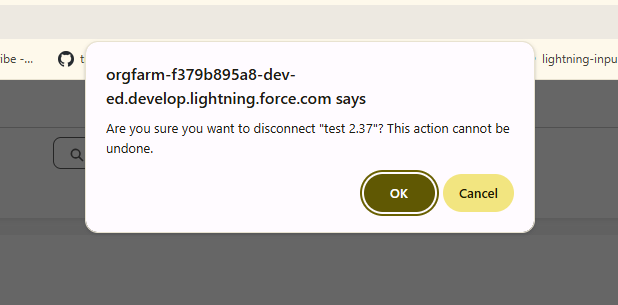 ibe -...
lightning-inpu
orgfarm-f379b895a8-dev-
ed.develop.lightning.force.com says
Are you sure you want to disconnect "test 2.37"? This action cannot be
undone.
OK
Cancel